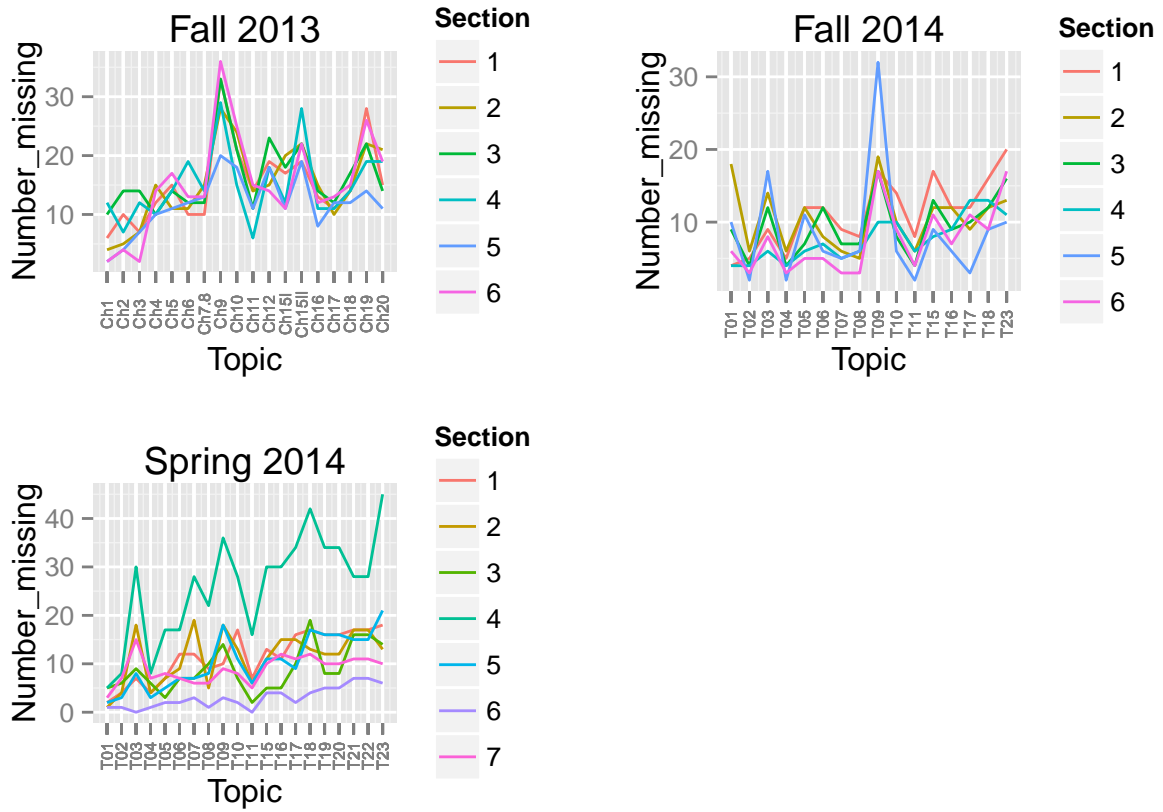 Fall 2013
Number_missing
30
20
10
Ch1
Ch2
Ch3
Ch4
Ch5
Ch6
Ch7.8
Ch9
Ch10
Ch11
Ch12
Ch15I
Ch15II
Ch16
Ch17
Ch18
Ch19
Ch20
Topic
Section
1
2
3
4
5
6
Fall 2014
Number_missing
30
20
10
T01
T02
T03
T04
T05
T06
T07
T08
T09
T10
T11
T15
T16
T17
T18
T23
Topic
Section
1
2
3
4
5
6
Spring 2014
Number_missing
40
30
20
10
0
T01
T02
T03
T04
T05
T06
T07
T08
T09
T10
T11
T15
T16
T17
T18
T19
T20
T21
T22
T23
Topic
Section
1
2
3
4
5
6
7